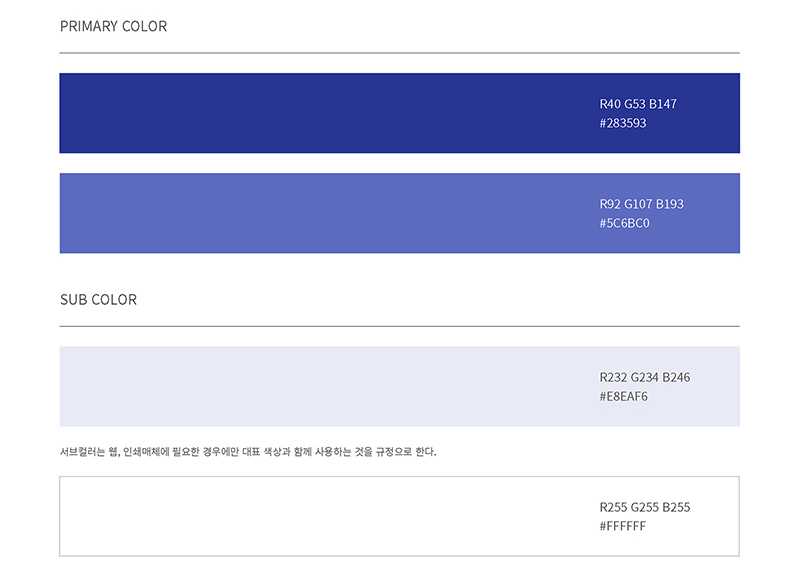 PRIMARY COLOR
R40 G53 B147
#283593
R92 G107 B193
#5C6BC0
SUB COLOR
R232 G234 B246
#E8EAF6
서브컬러는 웹, 인쇄매체에 필요한 경우에만 대표 색상과 함께 사용하는 것을 규정으로 한다.
R255 G255 B255
#FFFFFF